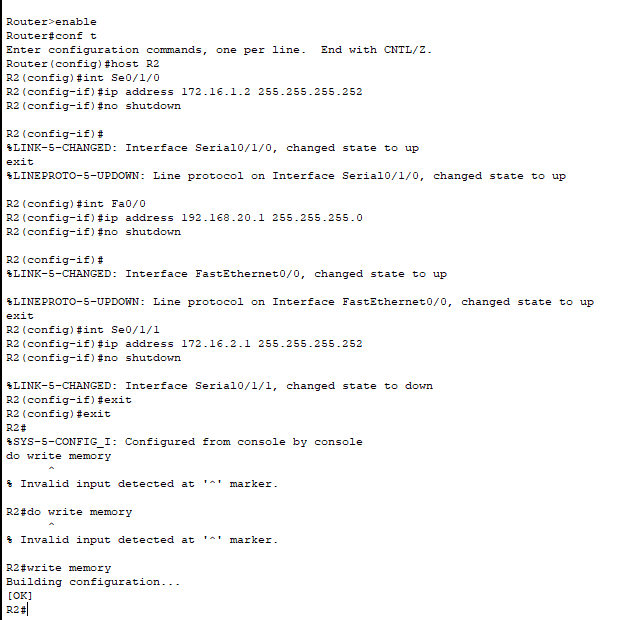 Router>enable
Router#conf t
Enter configuration commands, one per line.  End with CNTL/Z.
Router(config)#host R2
R2(config)#int Se0/1/0
R2(config-if)#ip address 172.16.1.2 255.255.255.252
R2(config-if)#no shutdown
R2(config-if)#
%LINK-5-CHANGED: Interface Serial0/1/0, changed state to up
exit
%LINEPROTO-5-UPDOWN: Line protocol on Interface Serial0/1/0, changed state to up
R2(config)#int Fa0/0
R2(config-if)#ip address 192.168.20.1 255.255.255.0
R2(config-if)#no shutdown
R2(config-if)#
%LINK-5-CHANGED: Interface FastEthernet0/0, changed state to up
%LINEPROTO-5-UPDOWN: Line protocol on Interface FastEthernet0/0, changed state to up
exit
R2(config)#int Se0/1/1
R2(config-if)#ip address 172.16.2.1 255.255.255.252
R2(config-if)#no shutdown
%LINK-5-CHANGED: Interface Serial0/1/1, changed state to down
R2(config-if)#exit
R2(config)#exit
R2#
%SYS-5-CONFIG_I: Configured from console by console
do write memory
^
% Invalid input detected at '^' marker.
R2#do write memory
^
% Invalid input detected at '^' marker.
R2#write memory
Building configuration...
[OK]
R2#